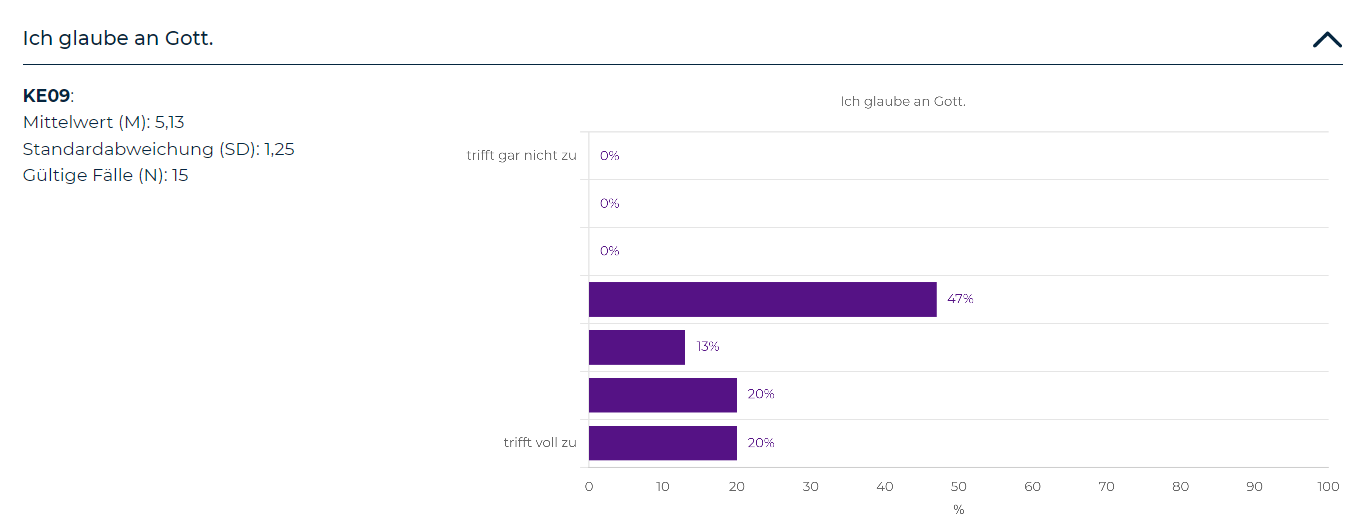 Ich glaube an Gott.
KE09:
Mittelwert (M): 5,13
Standardabweichung (SD): 1,25
Gültige Fälle (N): 15
Ich glaube an Gott.
trifft gar nicht zu 0%
0%
0%
47%
13%
20%
trifft voll zu 20%
0 10 20 30 40 50 60 70 80 90 100
%